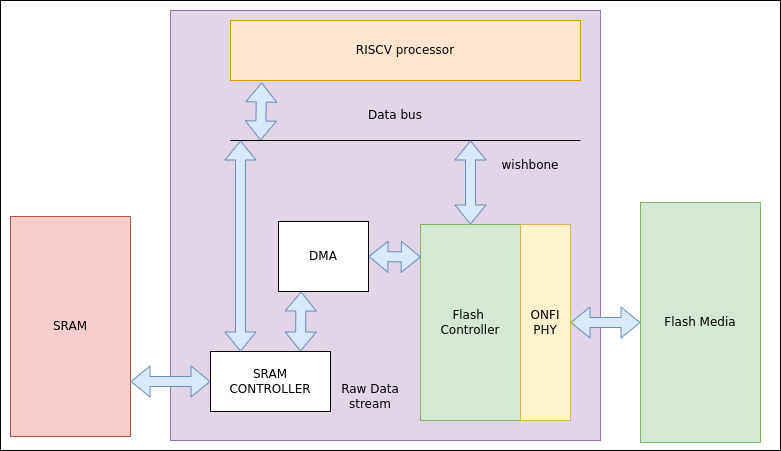 RISCV processor
Data bus
wishbone
DMA
Flash
Controller
ONFI
PHY
Flash Media
SRAM
SRAM
CONTROLLER
Raw Data
stream